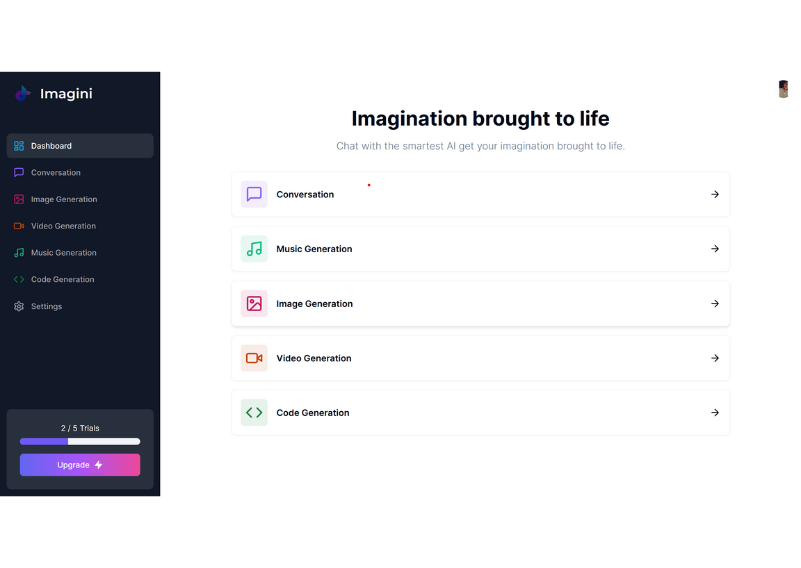 Imagini
Dashboard
Conversation
Image Generation
Video Generation
Music Generation
Code Generation
Settings
2 / 5 Trials
Upgrade
Imagination brought to life
Chat with the smartest AI get your imagination brought to life.
Conversation
Music Generation
Image Generation
Video Generation
Code Generation